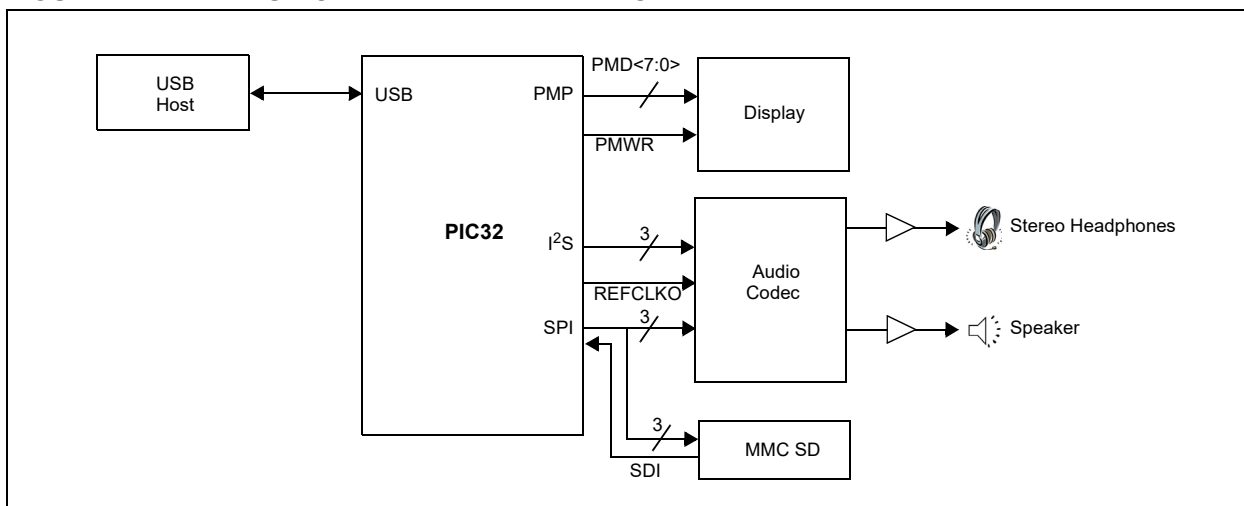 USB
Host
USB
PMP
PMD<7:0>
PMWR
Display
PIC32
I²S
3
REFCLKO
SPI
3
Audio
Codec
Stereo Headphones
Speaker
3
SDI
MMC SD